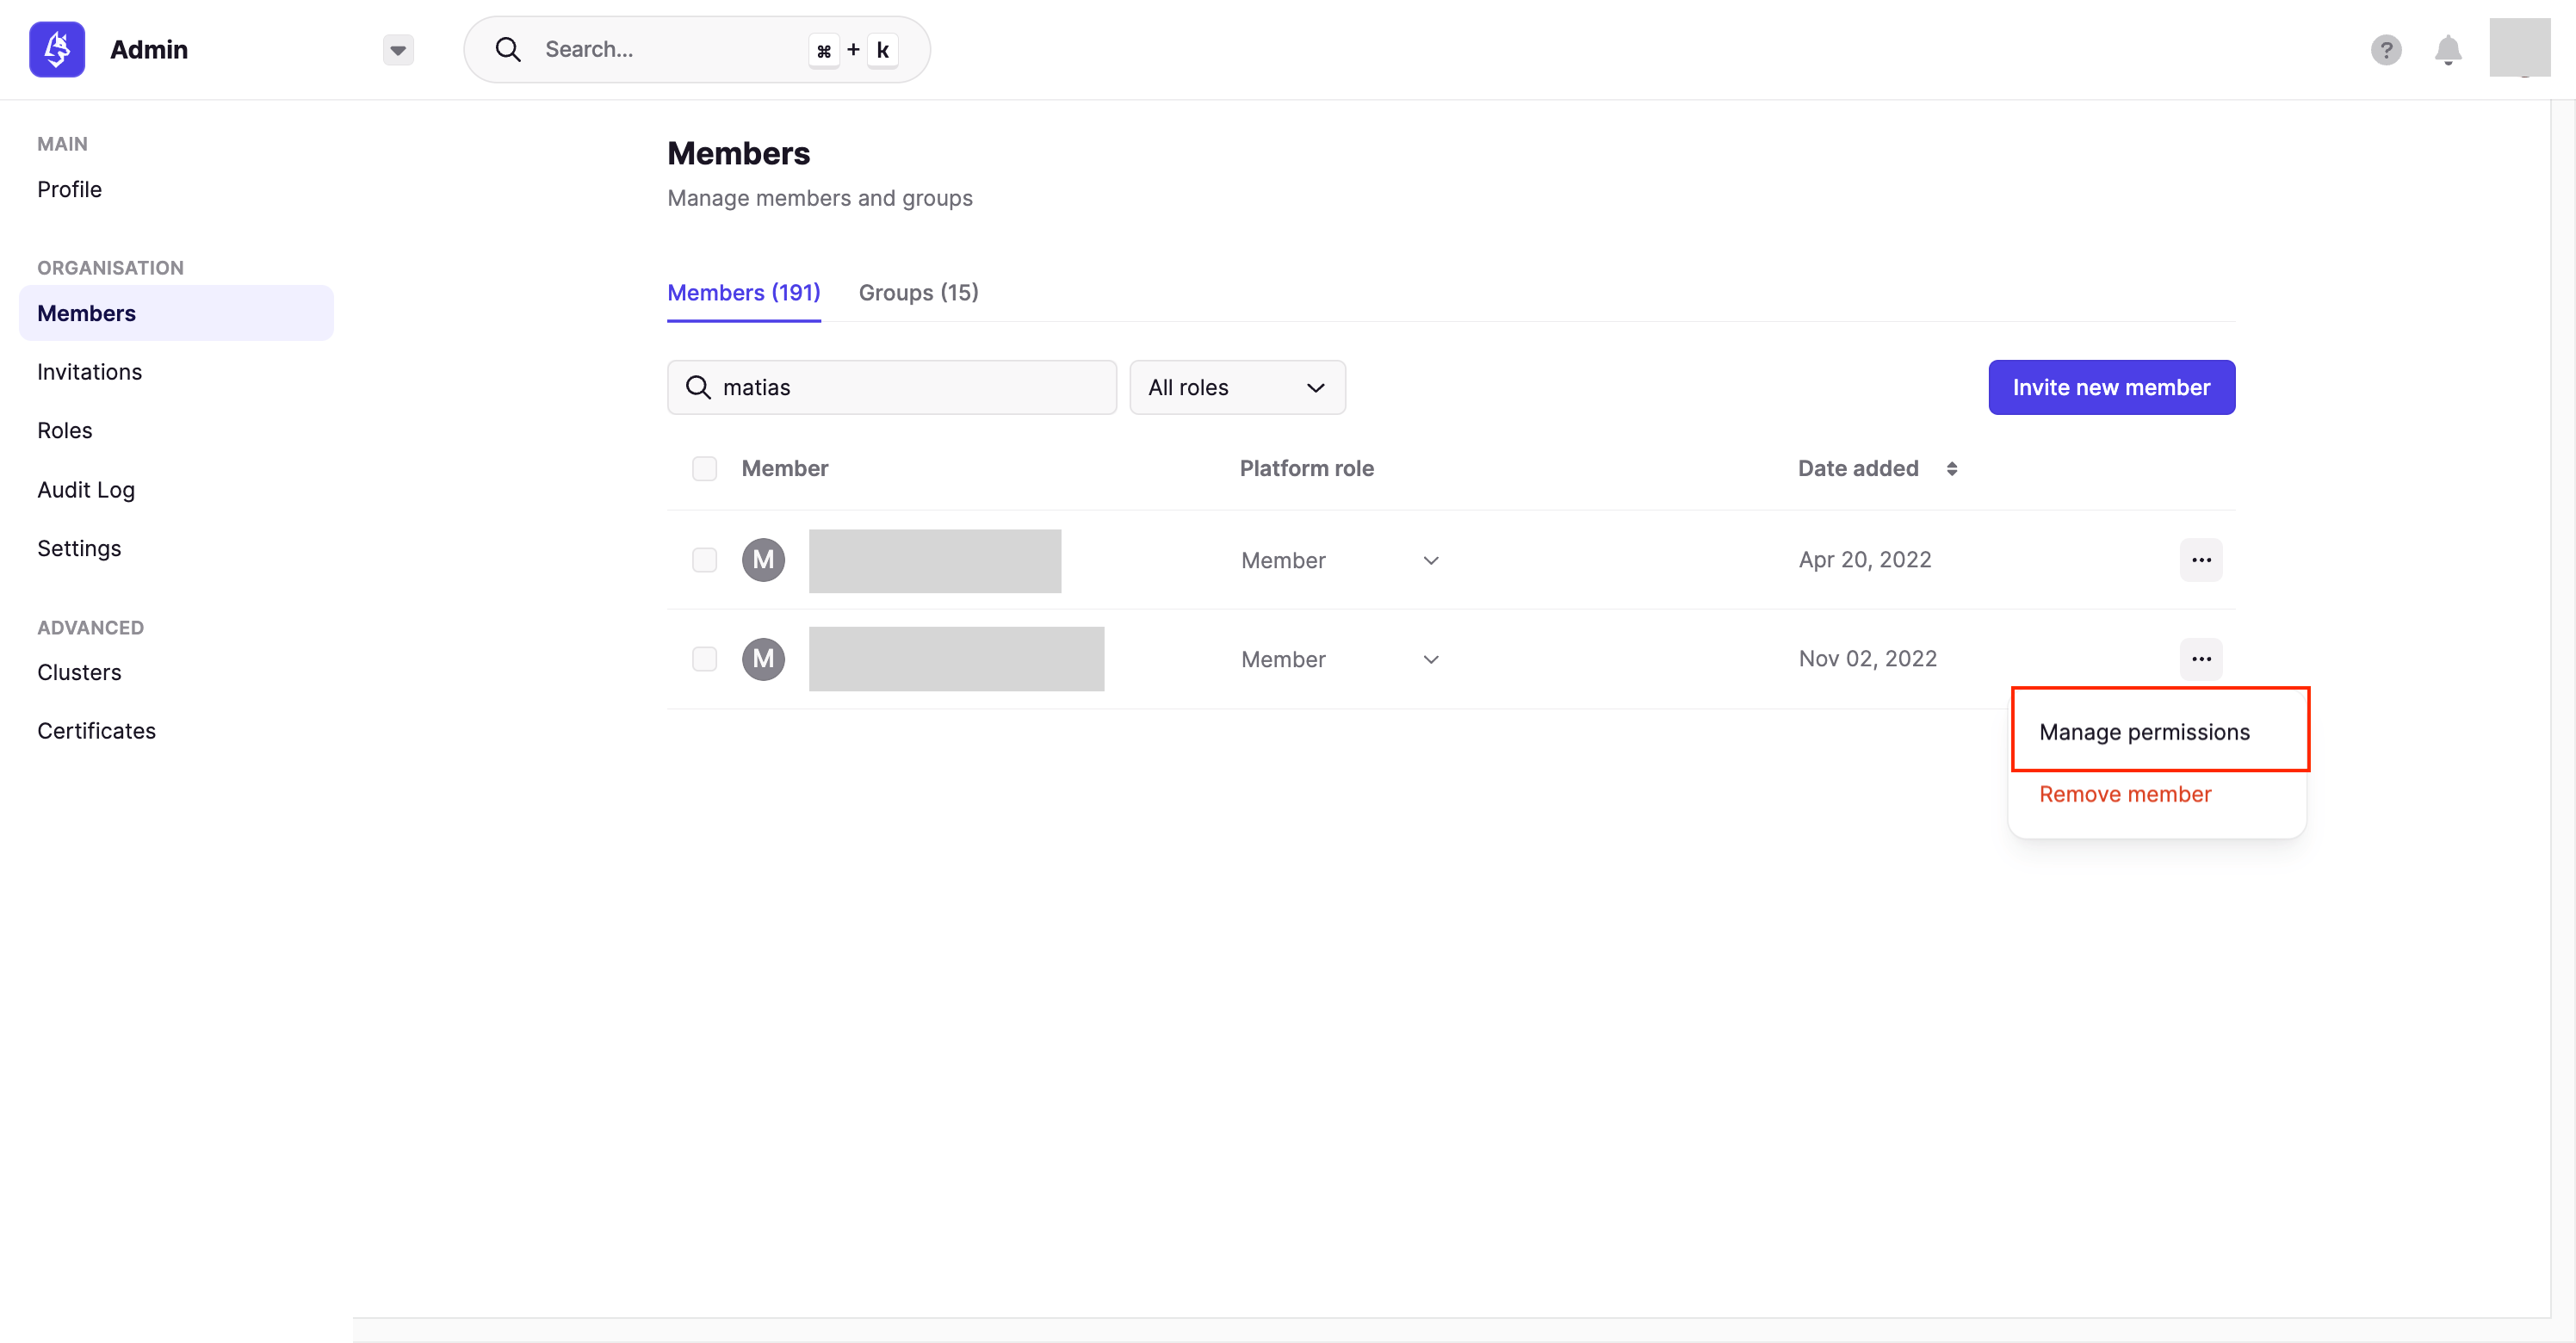 Admin
Search...
⌘ + k
?
MAIN
Profile
ORGANISATION
Members
Invitations
Roles
Audit Log
Settings
ADVANCED
Clusters
Certificates
Members
Manage members and groups
Members (191) Groups (15)
matias
All roles
Invite new member
Member Platform role Date added
M Member Apr 20, 2022
M Member Nov 02, 2022
Manage permissions
Remove member